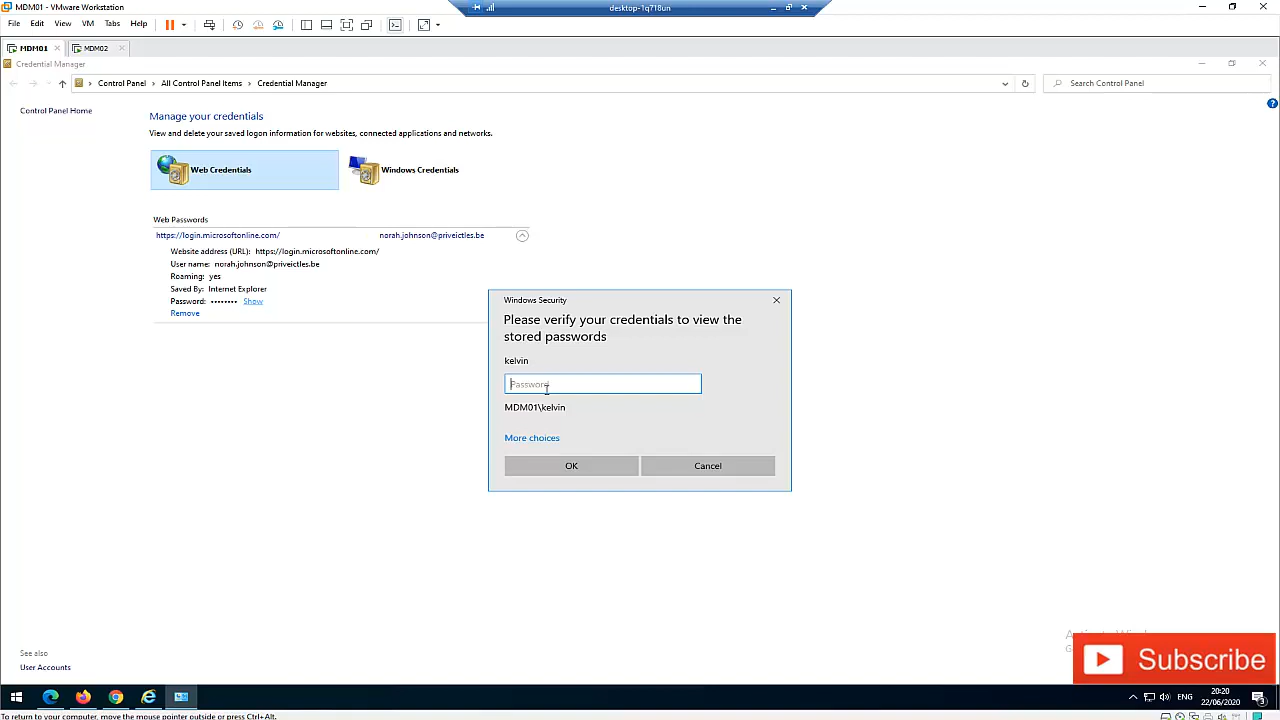 MDM01 - VMware Workstation
desktop-1q718un
File Edit View VM Tabs Help
MDM01 MDM02
Credential Manager
Control Panel All Control Panel Items Credential Manager
Search Control Panel
Control Panel Home
Manage your credentials
View and delete your saved logon information for websites, connected applications and networks.
Web Credentials
Windows Credentials
Web Passwords
https://login.microsoftonline.com/ norah.johnson@priveictles.be
Website address (URL): https://login.microsoftonline.com/
User name: norah.johnson@priveictles.be
Roaming: yes
Saved By: Internet Explorer
Password: •••••••• Show
Remove
Windows Security
Please verify your credentials to view the
stored passwords
kelvin
Password
MDM01\kelvin
More choices
OK Cancel
See also
User Accounts
Subscribe
ENG
20:20
22/06/2020
3
To return to your computer, move the mouse pointer outside or press Ctrl+Alt.